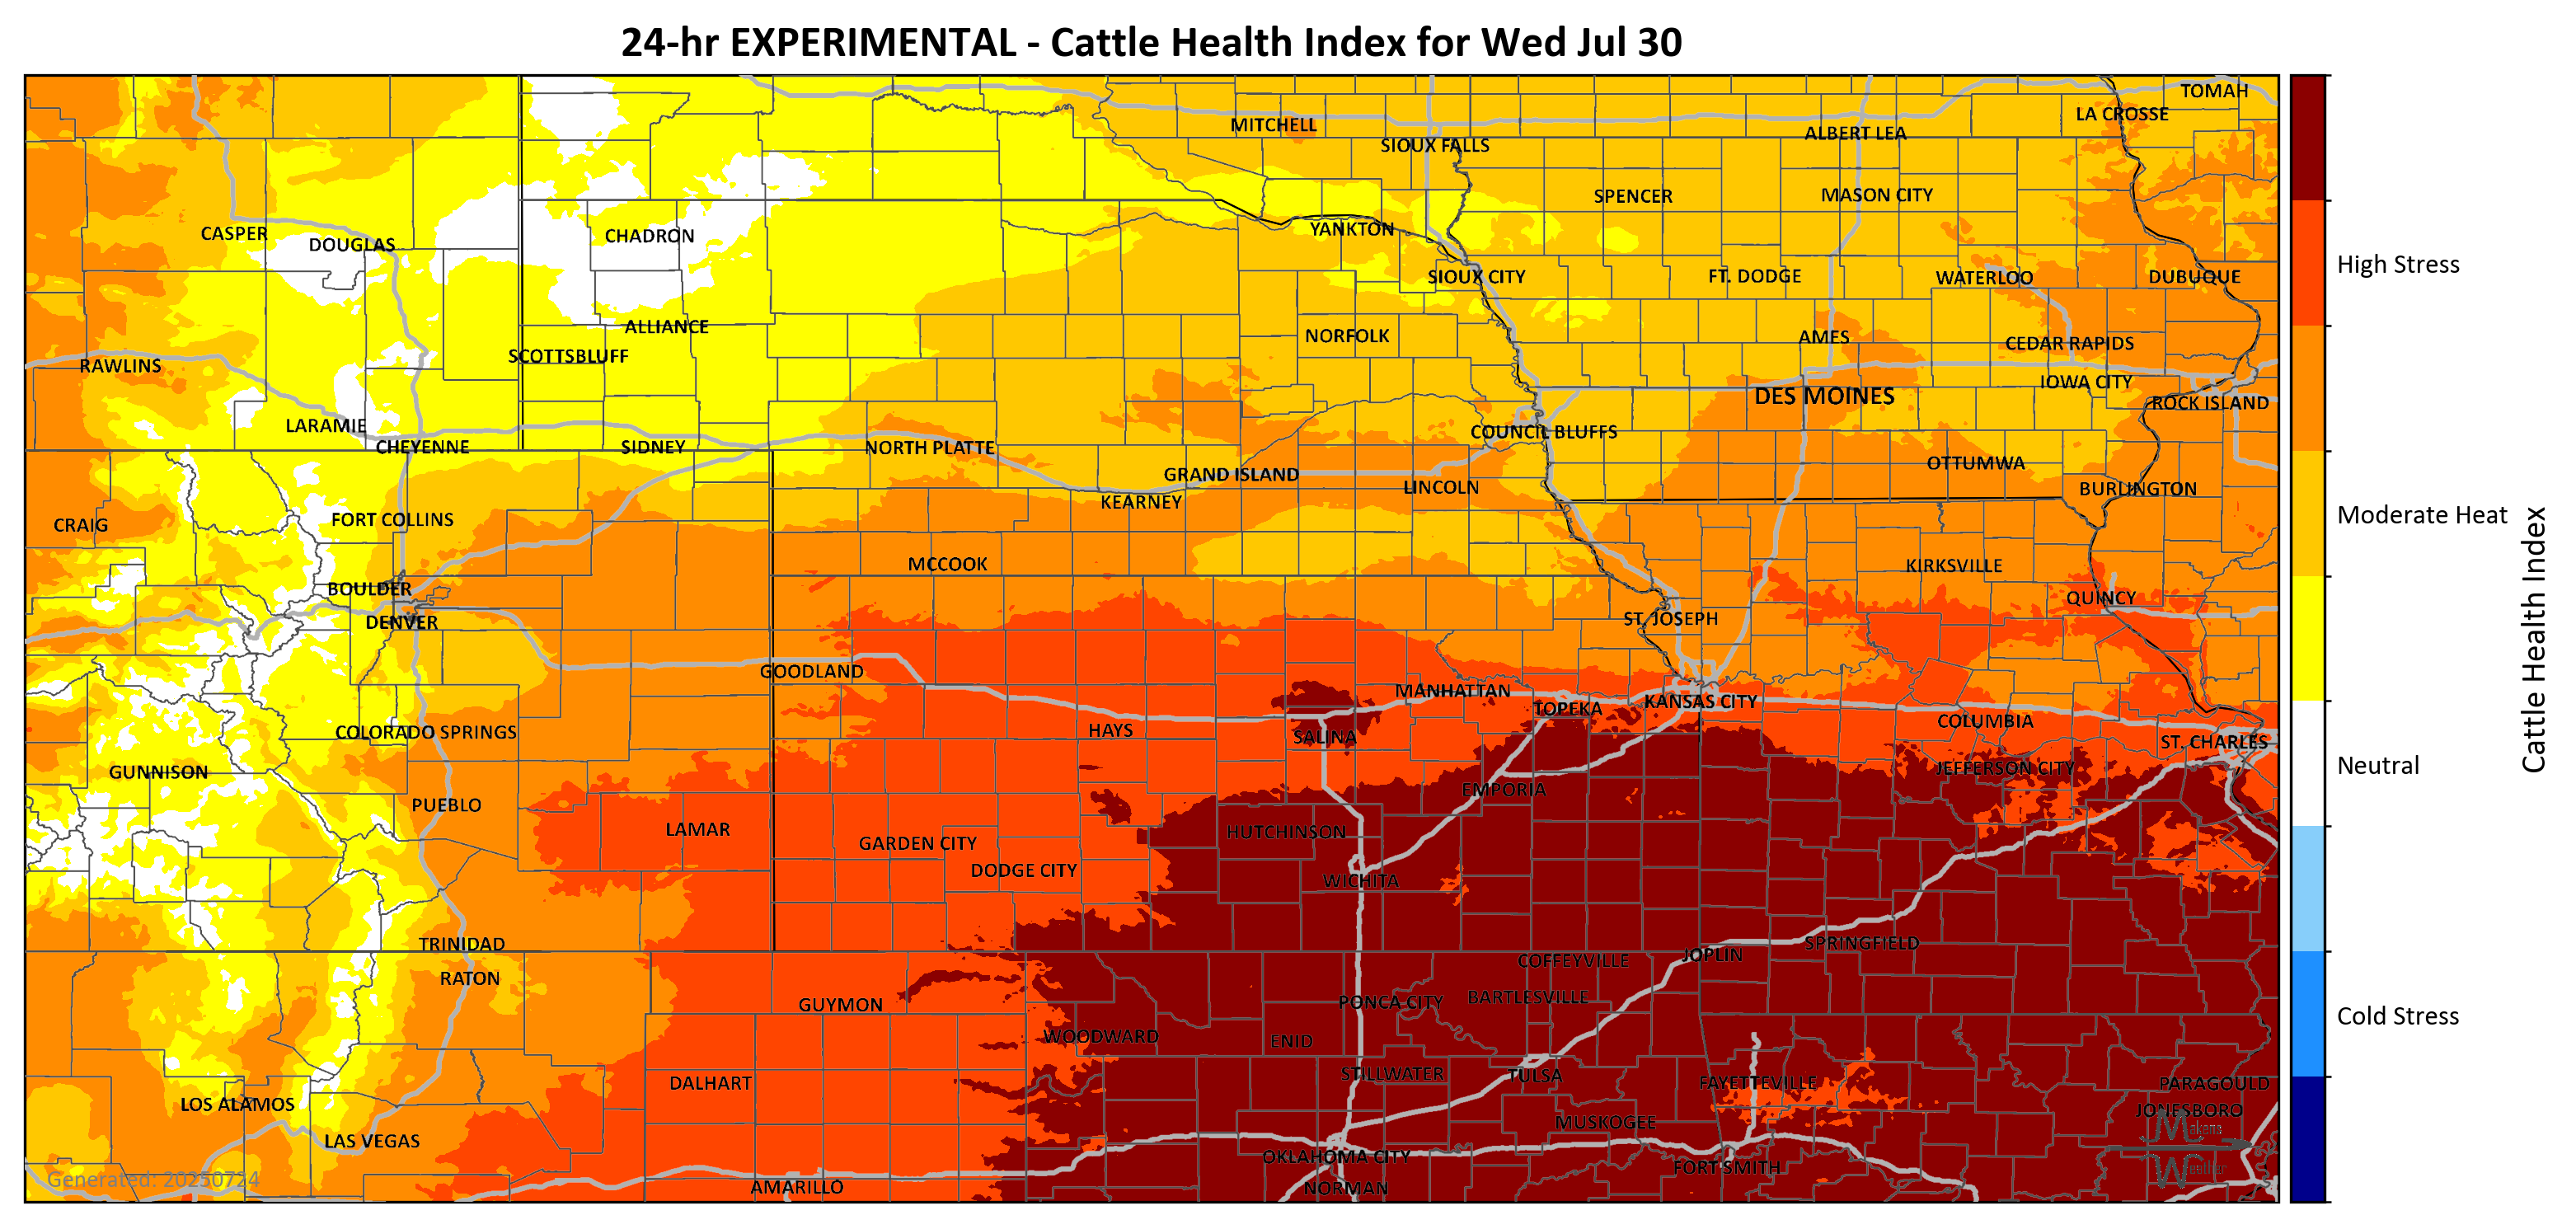 24-hr EXPERIMENTAL - Cattle Health Index for Wed Jul 30
TOMAH
LA CROSSE
MITCHELL
ALBERT LEA
SIOUX FALLS
SPENCER
MASON CITY
CASPER
DOUGLAS
CHADRON
YANKTON
SIOUX CITY
FT. DODGE
WATERLOO
DUBUQUE
ALLIANCE
NORFOLK
AMES
CEDAR RAPIDS
SCOTTSBLUFF
RAWLINS
IOWA CITY
DES MOINES
ROCK ISLAND
LARAMIE
COUNCIL BLUFFS
CHEYENNE
SIDNEY
NORTH PLATTE
OTTUMWA
GRAND ISLAND
LINCOLN
BURLINGTON
KEARNEY
CRAIG
FORT COLLINS
MCCOOK
KIRKSVILLE
BOULDER
QUINCY
DENVER
ST. JOSEPH
GOODLAND
MANHATTAN
KANSAS CITY
TOPEKA
COLUMBIA
COLORADO SPRINGS
HAYS
SALINA
ST. CHARLES
GUNNISON
JEFFERSON CITY
EMPORIA
PUEBLO
LAMAR
HUTCHINSON
GARDEN CITY
DODGE CITY
WICHITA
TRINIDAD
SPRINGFIELD
JOPLIN
COFFEYVILLE
RATON
BARTLESVILLE
PONCA CITY
GUYMON
WOODWARD
ENID
STILLWATER
TULSA
DALHART
FAYETTEVILLE
PARAGOULD
LOS ALAMOS
JONESBORO
MUSKOGEE
LAS VEGAS
OKLAHOMA CITY
FORT SMITH
Generated: 20250724
AMARILLO
NORMAN
High Stress
Moderate Heat
Neutral
Cold Stress
Cattle Health Index